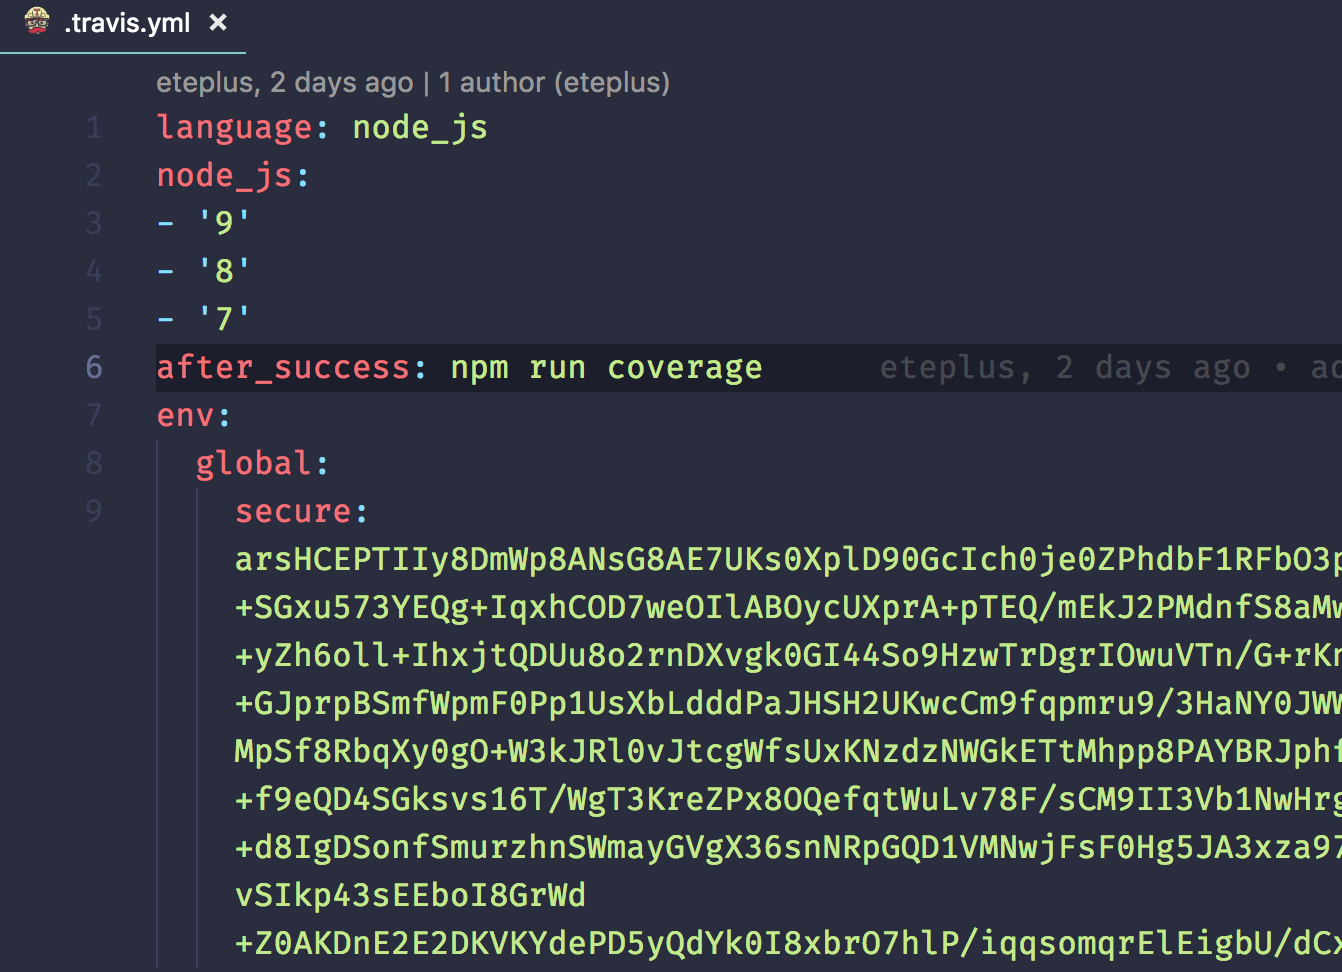 .travis.yml ×
eteplus, 2 days ago | 1 author (eteplus)
1 language: node_js
2 node_js:
3 - '9'
4 - '8'
5 - '7'
6 after_success: npm run coverage eteplus, 2 days ago • ad
7 env:
8 global:
9 secure:
arsHCEPTIIy8DmWp8ANsG8AE7UKs0XplD90GcIch0je0ZPhdbF1RFbO3p
+SGxu573YEQg+IqxhCOD7weOIlABOycUXprA+pTEQ/mEkJ2PMdnfS8aMw
+yZh6oll+IhxjtQDUu8o2rnDXvgk0GI44So9HzwTrDgrIOwuVTn/G+rKn
+GJprpBSmfWpmF0Pp1UsXbLdddPaJHSH2UKwcCm9fqpmru9/3HaNY0JWW
MpSf8RbqXy0gO+W3kJRl0vJtcgWfsUxKNzdzNWGkETtMhpp8PAYBRJphf
+f9eQD4SGksvs16T/WgT3KreZPx8OQefqtWuLv78F/sCM9II3Vb1NwHrg
+d8IgDSonfSmurzhnSWmayGVgX36snNRpGQD1VMNwjFsF0Hg5JA3xza97
vSIkp43sEEboI8GrWd
+Z0AKDnE2E2DKVKYdePD5yQdYk0I8xbrO7hlP/iqqsomqrElEigbU/dCx